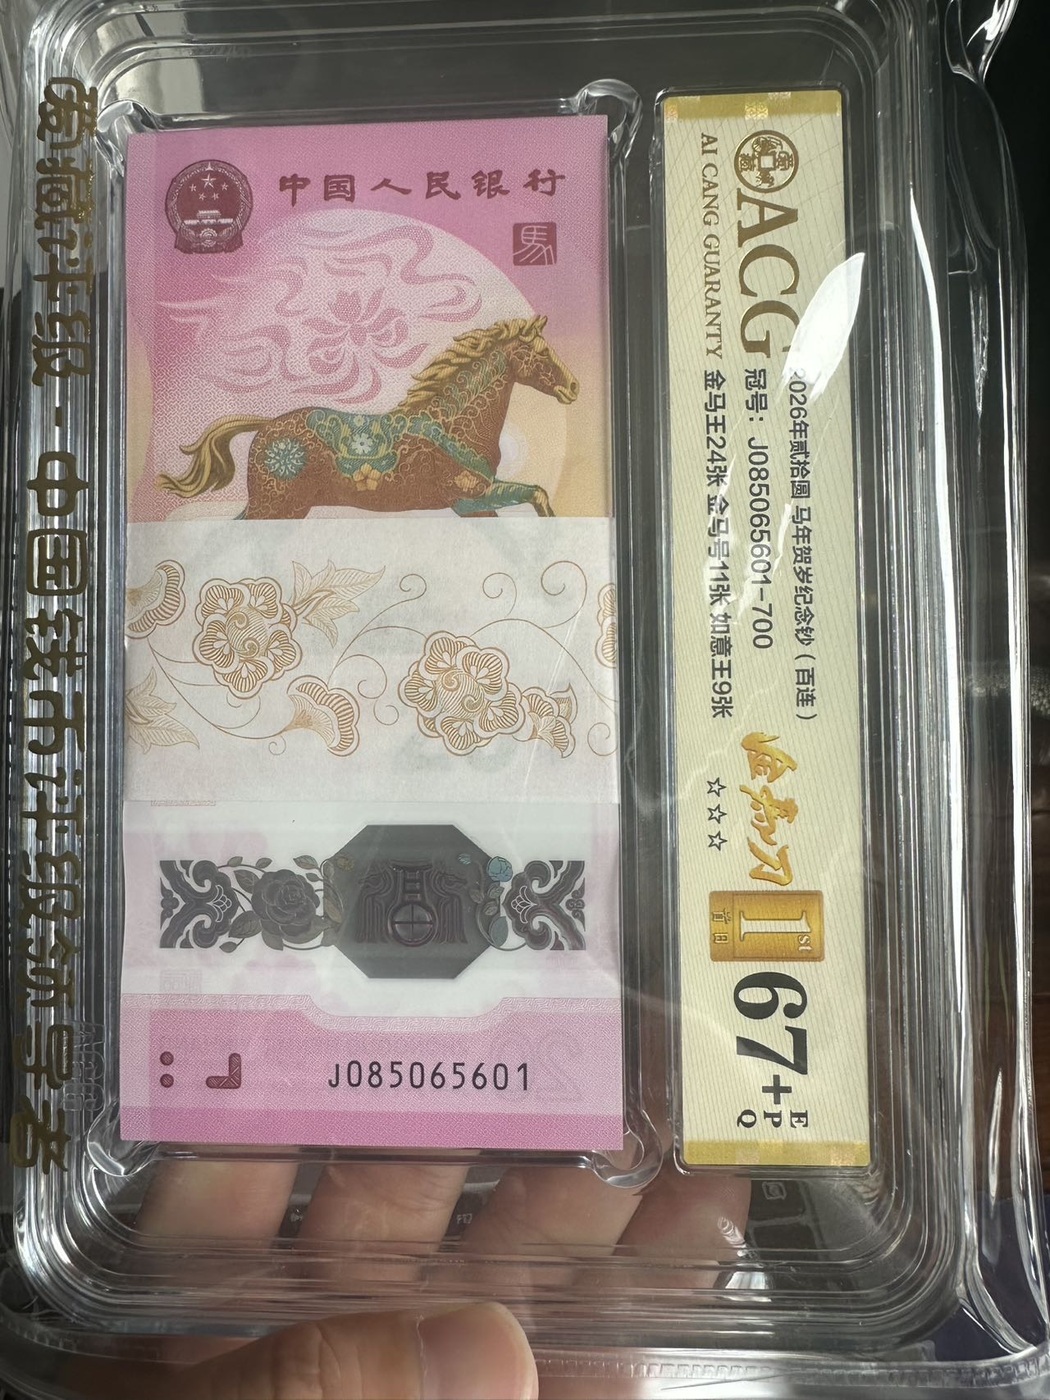 爱藏评级-中国钱币评级领导者
中国人民银行
馬
J085065601
20
ACG
AI CANG GUARANTY
2026年贰拾圆 马年贺岁纪念钞（百连）
冠号：J085065601-700
金马王24张 金马号11张 如意王9张
☆☆☆
1st
首日
67+
E
P
Q